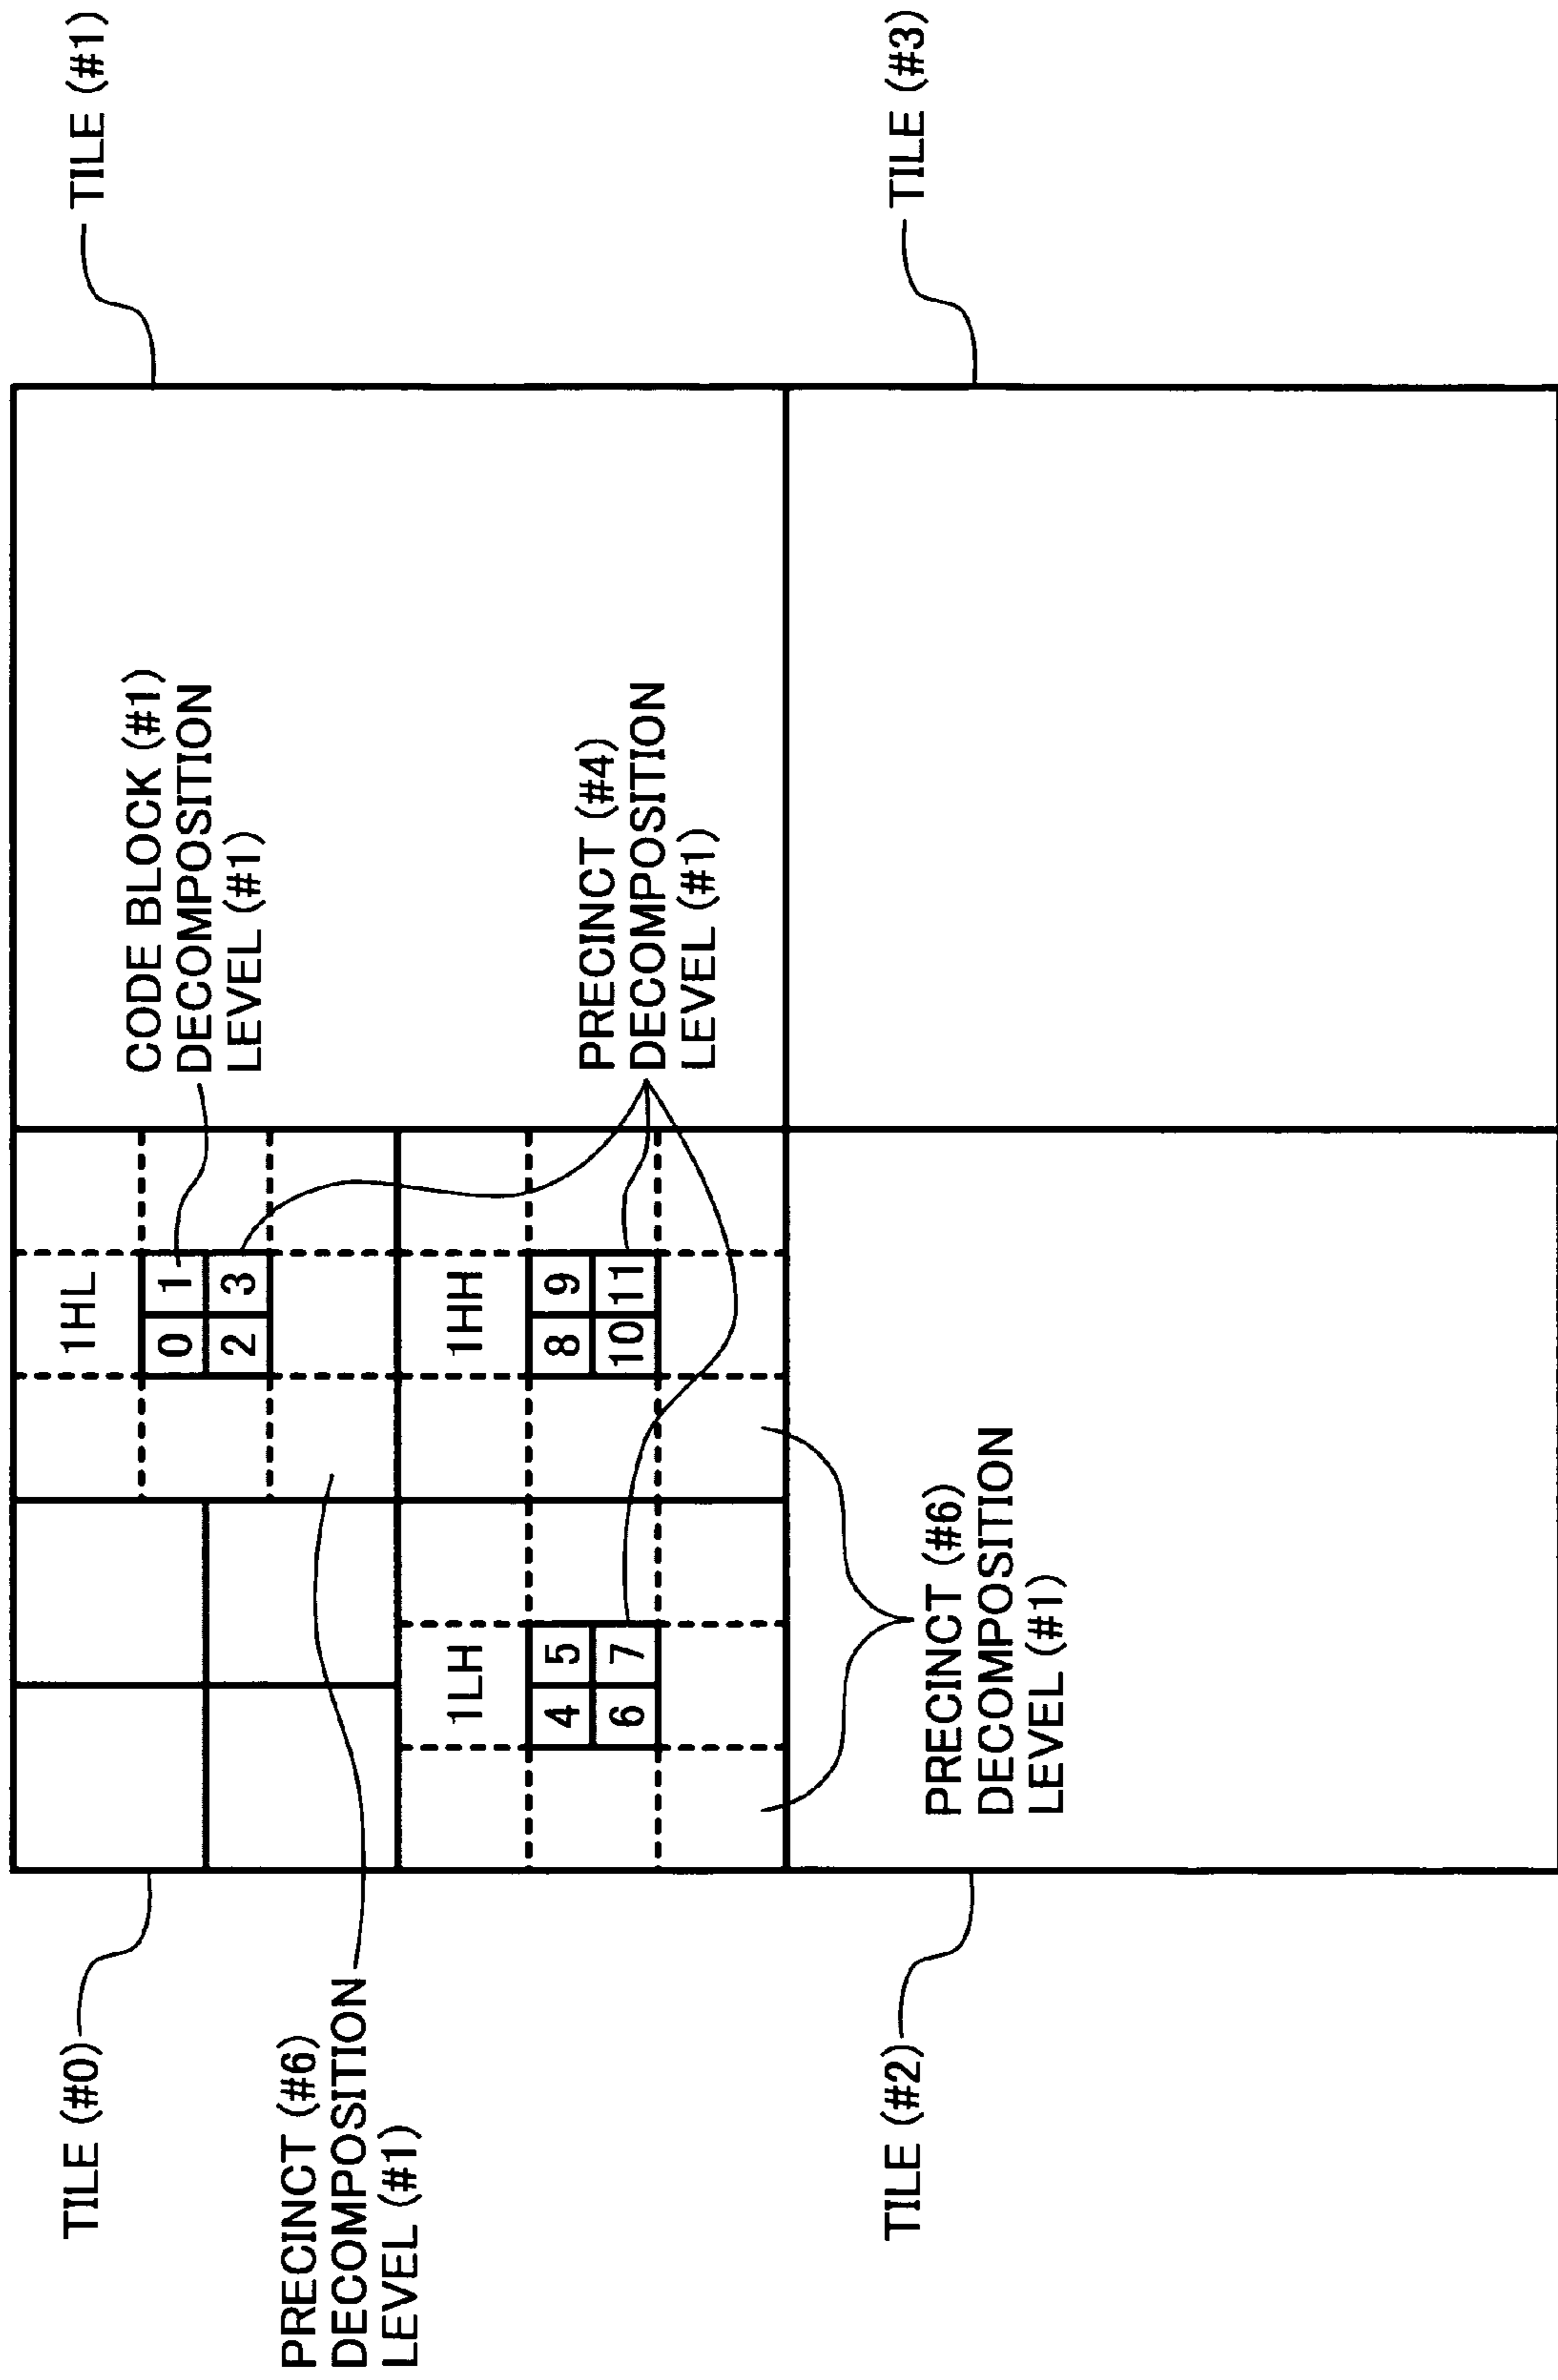 TILE (#0)
TILE (#1)
CODE BLOCK (#1)
DECOMPOSITION
LEVEL (#1)
1HL
0 1
2 3
PRECINCT (#6)
DECOMPOSITION
LEVEL (#1)
1LH
4 5
6 7
1HH
8 9
10 11
PRECINCT (#4)
DECOMPOSITION
LEVEL (#1)
TILE (#2)
TILE (#3)
PRECINCT (#6)
DECOMPOSITION
LEVEL (#1)